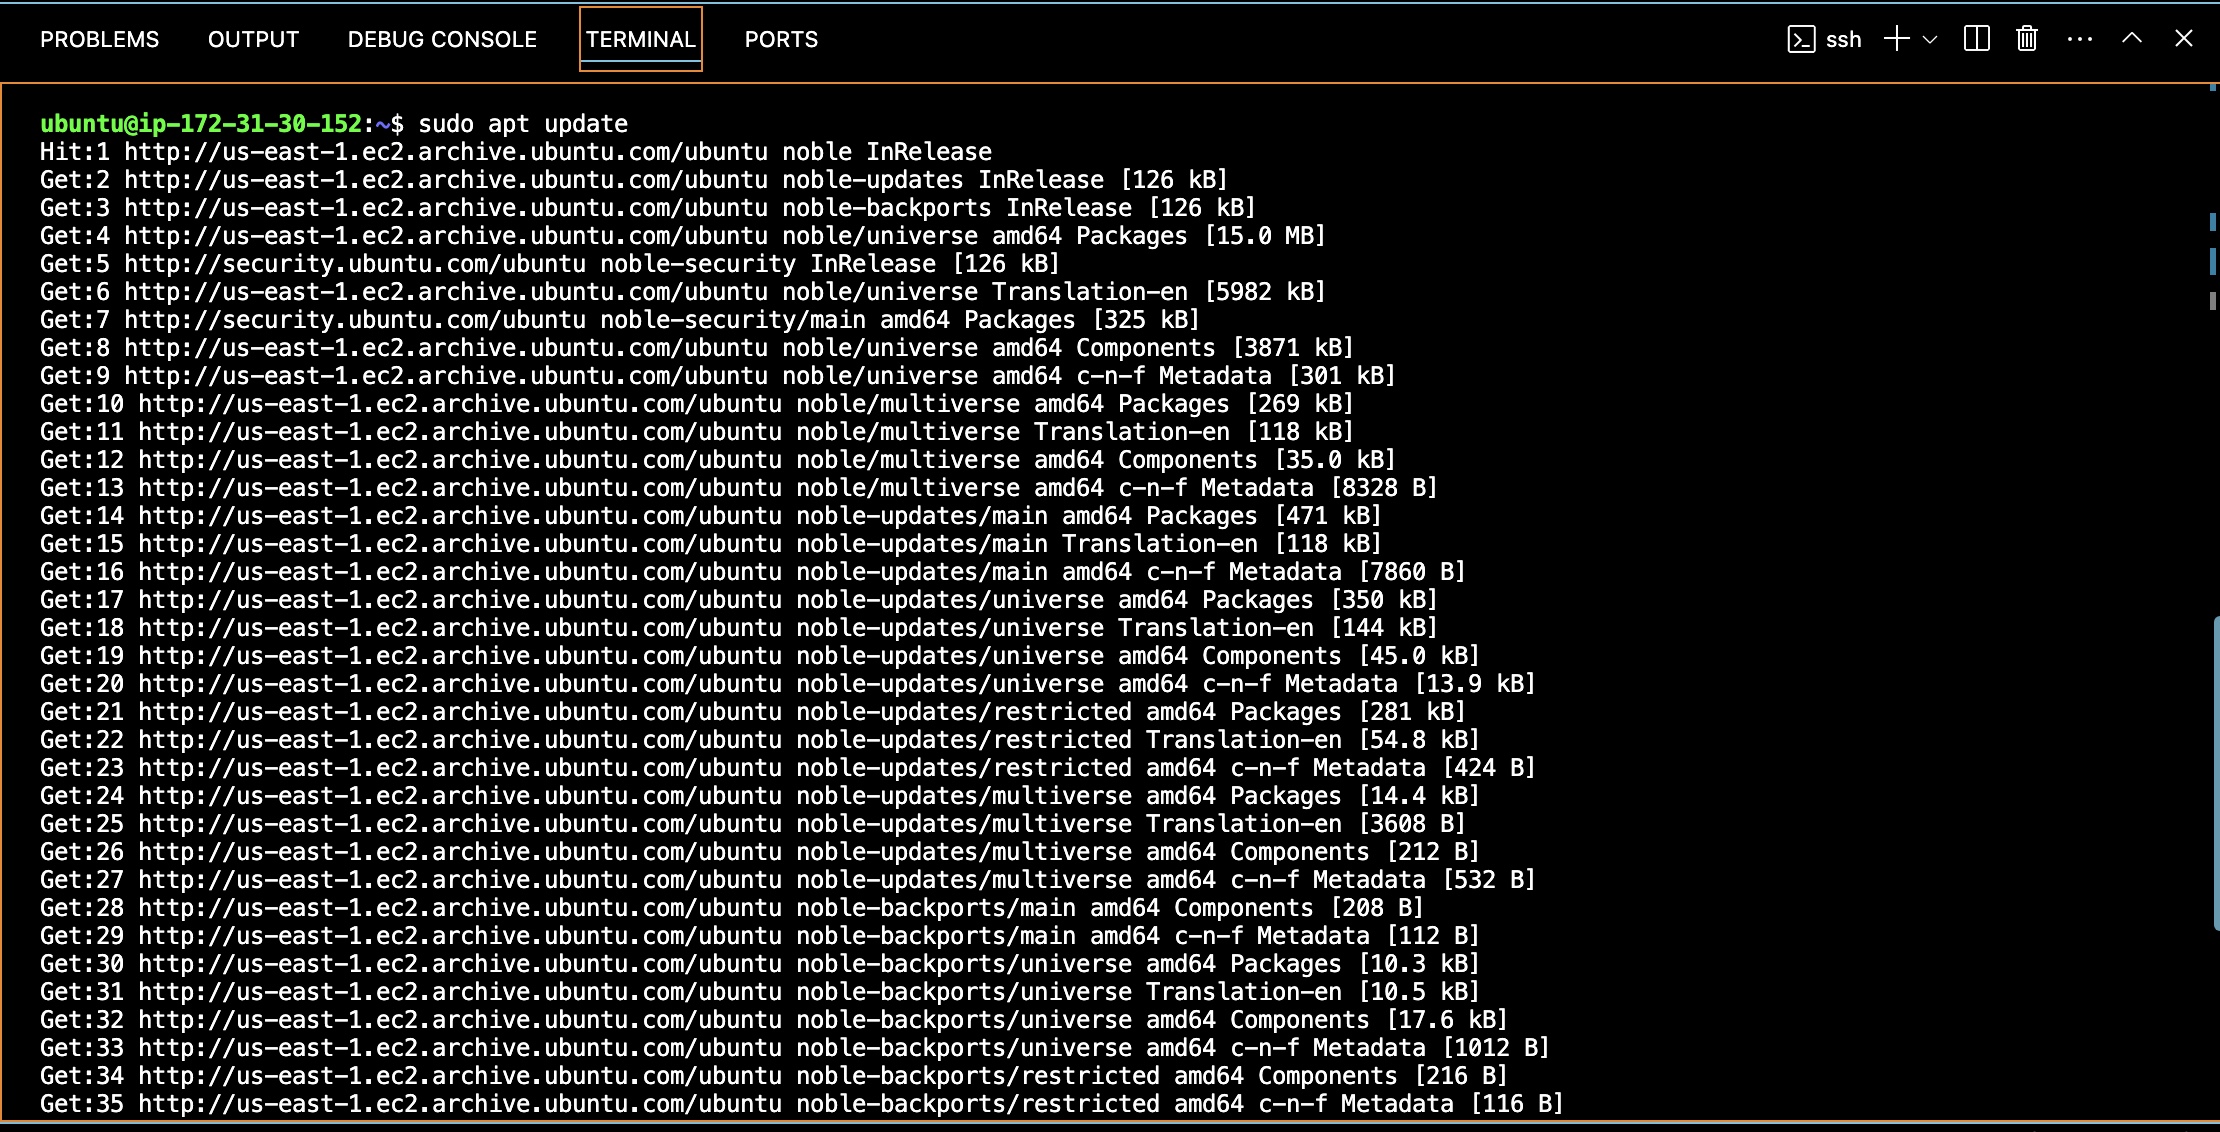 PROBLEMS OUTPUT DEBUG CONSOLE TERMINAL PORTS ssh
ubuntu@ip-172-31-30-152:~$ sudo apt update
Hit:1 http://us-east-1.ec2.archive.ubuntu.com/ubuntu noble InRelease
Get:2 http://us-east-1.ec2.archive.ubuntu.com/ubuntu noble-updates InRelease [126 kB]
Get:3 http://us-east-1.ec2.archive.ubuntu.com/ubuntu noble-backports InRelease [126 kB]
Get:4 http://us-east-1.ec2.archive.ubuntu.com/ubuntu noble/universe amd64 Packages [15.0 MB]
Get:5 http://security.ubuntu.com/ubuntu noble-security InRelease [126 kB]
Get:6 http://us-east-1.ec2.archive.ubuntu.com/ubuntu noble/universe Translation-en [5982 kB]
Get:7 http://security.ubuntu.com/ubuntu noble-security/main amd64 Packages [325 kB]
Get:8 http://us-east-1.ec2.archive.ubuntu.com/ubuntu noble/universe amd64 Components [3871 kB]
Get:9 http://us-east-1.ec2.archive.ubuntu.com/ubuntu noble/universe amd64 c-n-f Metadata [301 kB]
Get:10 http://us-east-1.ec2.archive.ubuntu.com/ubuntu noble/multiverse amd64 Packages [269 kB]
Get:11 http://us-east-1.ec2.archive.ubuntu.com/ubuntu noble/multiverse Translation-en [118 kB]
Get:12 http://us-east-1.ec2.archive.ubuntu.com/ubuntu noble/multiverse amd64 Components [35.0 kB]
Get:13 http://us-east-1.ec2.archive.ubuntu.com/ubuntu noble/multiverse amd64 c-n-f Metadata [8328 B]
Get:14 http://us-east-1.ec2.archive.ubuntu.com/ubuntu noble-updates/main amd64 Packages [471 kB]
Get:15 http://us-east-1.ec2.archive.ubuntu.com/ubuntu noble-updates/main Translation-en [118 kB]
Get:16 http://us-east-1.ec2.archive.ubuntu.com/ubuntu noble-updates/main amd64 c-n-f Metadata [7860 B]
Get:17 http://us-east-1.ec2.archive.ubuntu.com/ubuntu noble-updates/universe amd64 Packages [350 kB]
Get:18 http://us-east-1.ec2.archive.ubuntu.com/ubuntu noble-updates/universe Translation-en [144 kB]
Get:19 http://us-east-1.ec2.archive.ubuntu.com/ubuntu noble-updates/universe amd64 Components [45.0 kB]
Get:20 http://us-east-1.ec2.archive.ubuntu.com/ubuntu noble-updates/universe amd64 c-n-f Metadata [13.9 kB]
Get:21 http://us-east-1.ec2.archive.ubuntu.com/ubuntu noble-updates/restricted amd64 Packages [281 kB]
Get:22 http://us-east-1.ec2.archive.ubuntu.com/ubuntu noble-updates/restricted Translation-en [54.8 kB]
Get:23 http://us-east-1.ec2.archive.ubuntu.com/ubuntu noble-updates/restricted amd64 c-n-f Metadata [424 B]
Get:24 http://us-east-1.ec2.archive.ubuntu.com/ubuntu noble-updates/multiverse amd64 Packages [14.4 kB]
Get:25 http://us-east-1.ec2.archive.ubuntu.com/ubuntu noble-updates/multiverse Translation-en [3608 B]
Get:26 http://us-east-1.ec2.archive.ubuntu.com/ubuntu noble-updates/multiverse amd64 Components [212 B]
Get:27 http://us-east-1.ec2.archive.ubuntu.com/ubuntu noble-updates/multiverse amd64 c-n-f Metadata [532 B]
Get:28 http://us-east-1.ec2.archive.ubuntu.com/ubuntu noble-backports/main amd64 Components [208 B]
Get:29 http://us-east-1.ec2.archive.ubuntu.com/ubuntu noble-backports/main amd64 c-n-f Metadata [112 B]
Get:30 http://us-east-1.ec2.archive.ubuntu.com/ubuntu noble-backports/universe amd64 Packages [10.3 kB]
Get:31 http://us-east-1.ec2.archive.ubuntu.com/ubuntu noble-backports/universe Translation-en [10.5 kB]
Get:32 http://us-east-1.ec2.archive.ubuntu.com/ubuntu noble-backports/universe amd64 Components [17.6 kB]
Get:33 http://us-east-1.ec2.archive.ubuntu.com/ubuntu noble-backports/universe amd64 c-n-f Metadata [1012 B]
Get:34 http://us-east-1.ec2.archive.ubuntu.com/ubuntu noble-backports/restricted amd64 Components [216 B]
Get:35 http://us-east-1.ec2.archive.ubuntu.com/ubuntu noble-backports/restricted amd64 c-n-f Metadata [116 B]